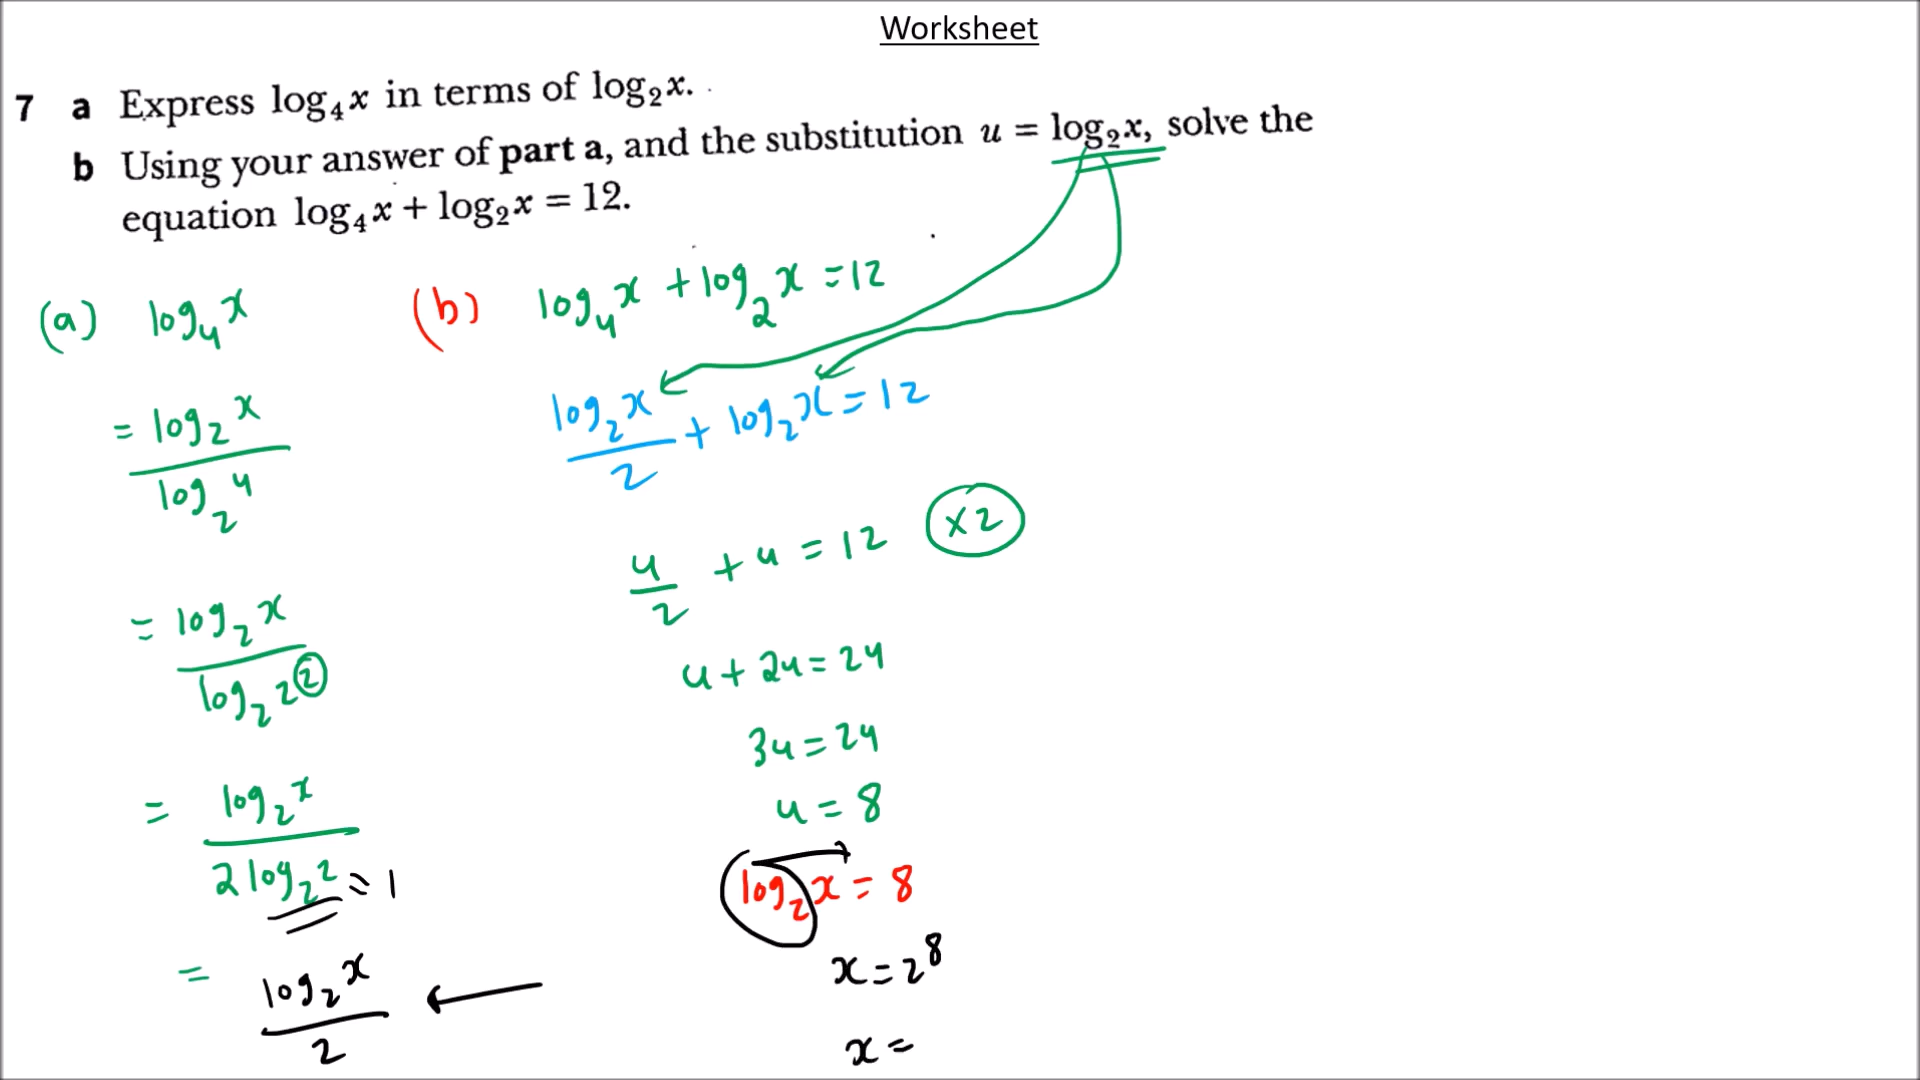 Worksheet
7 a Express log₄x in terms of log₂x.
b Using your answer of part a, and the substitution u = log₂x, solve the
equation log₄x + log₂x = 12.
(a) log₄x
= log₂x
log₂4
= log₂x
log₂2²
= log₂x
2log₂2 = 1
= log₂x
2
(b) log₄x + log₂x = 12
log₂x + log₂x = 12
2
u + u = 12 ×2
2
u + 2u = 24
3u = 24
u = 8
log₂x = 8
x = 2⁸
x =